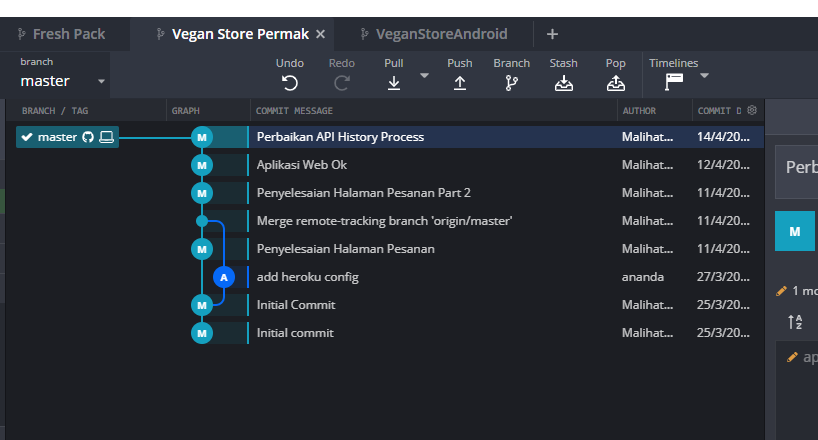 Fresh Pack
Vegan Store Permak
VeganStoreAndroid
branch
master
Undo
Redo
Pull
Push
Branch
Stash
Pop
Timelines
BRANCH / TAG GRAPH COMMIT MESSAGE AUTHOR COMMIT D
master M Perbaikan API History Process Malihat... 14/4/20...
M Aplikasi Web Ok Malihat... 12/4/20...
M Penyelesaian Halaman Pesanan Part 2 Malihat... 11/4/20...
Merge remote-tracking branch 'origin/master' Malihat... 11/4/20...
M Penyelesaian Halaman Pesanan Malihat... 11/4/20...
A add heroku config ananda 27/3/20...
M Initial Commit Malihat... 25/3/20...
M Initial commit Malihat... 25/3/20...
Perb
M
1 mo
A
Z
ap